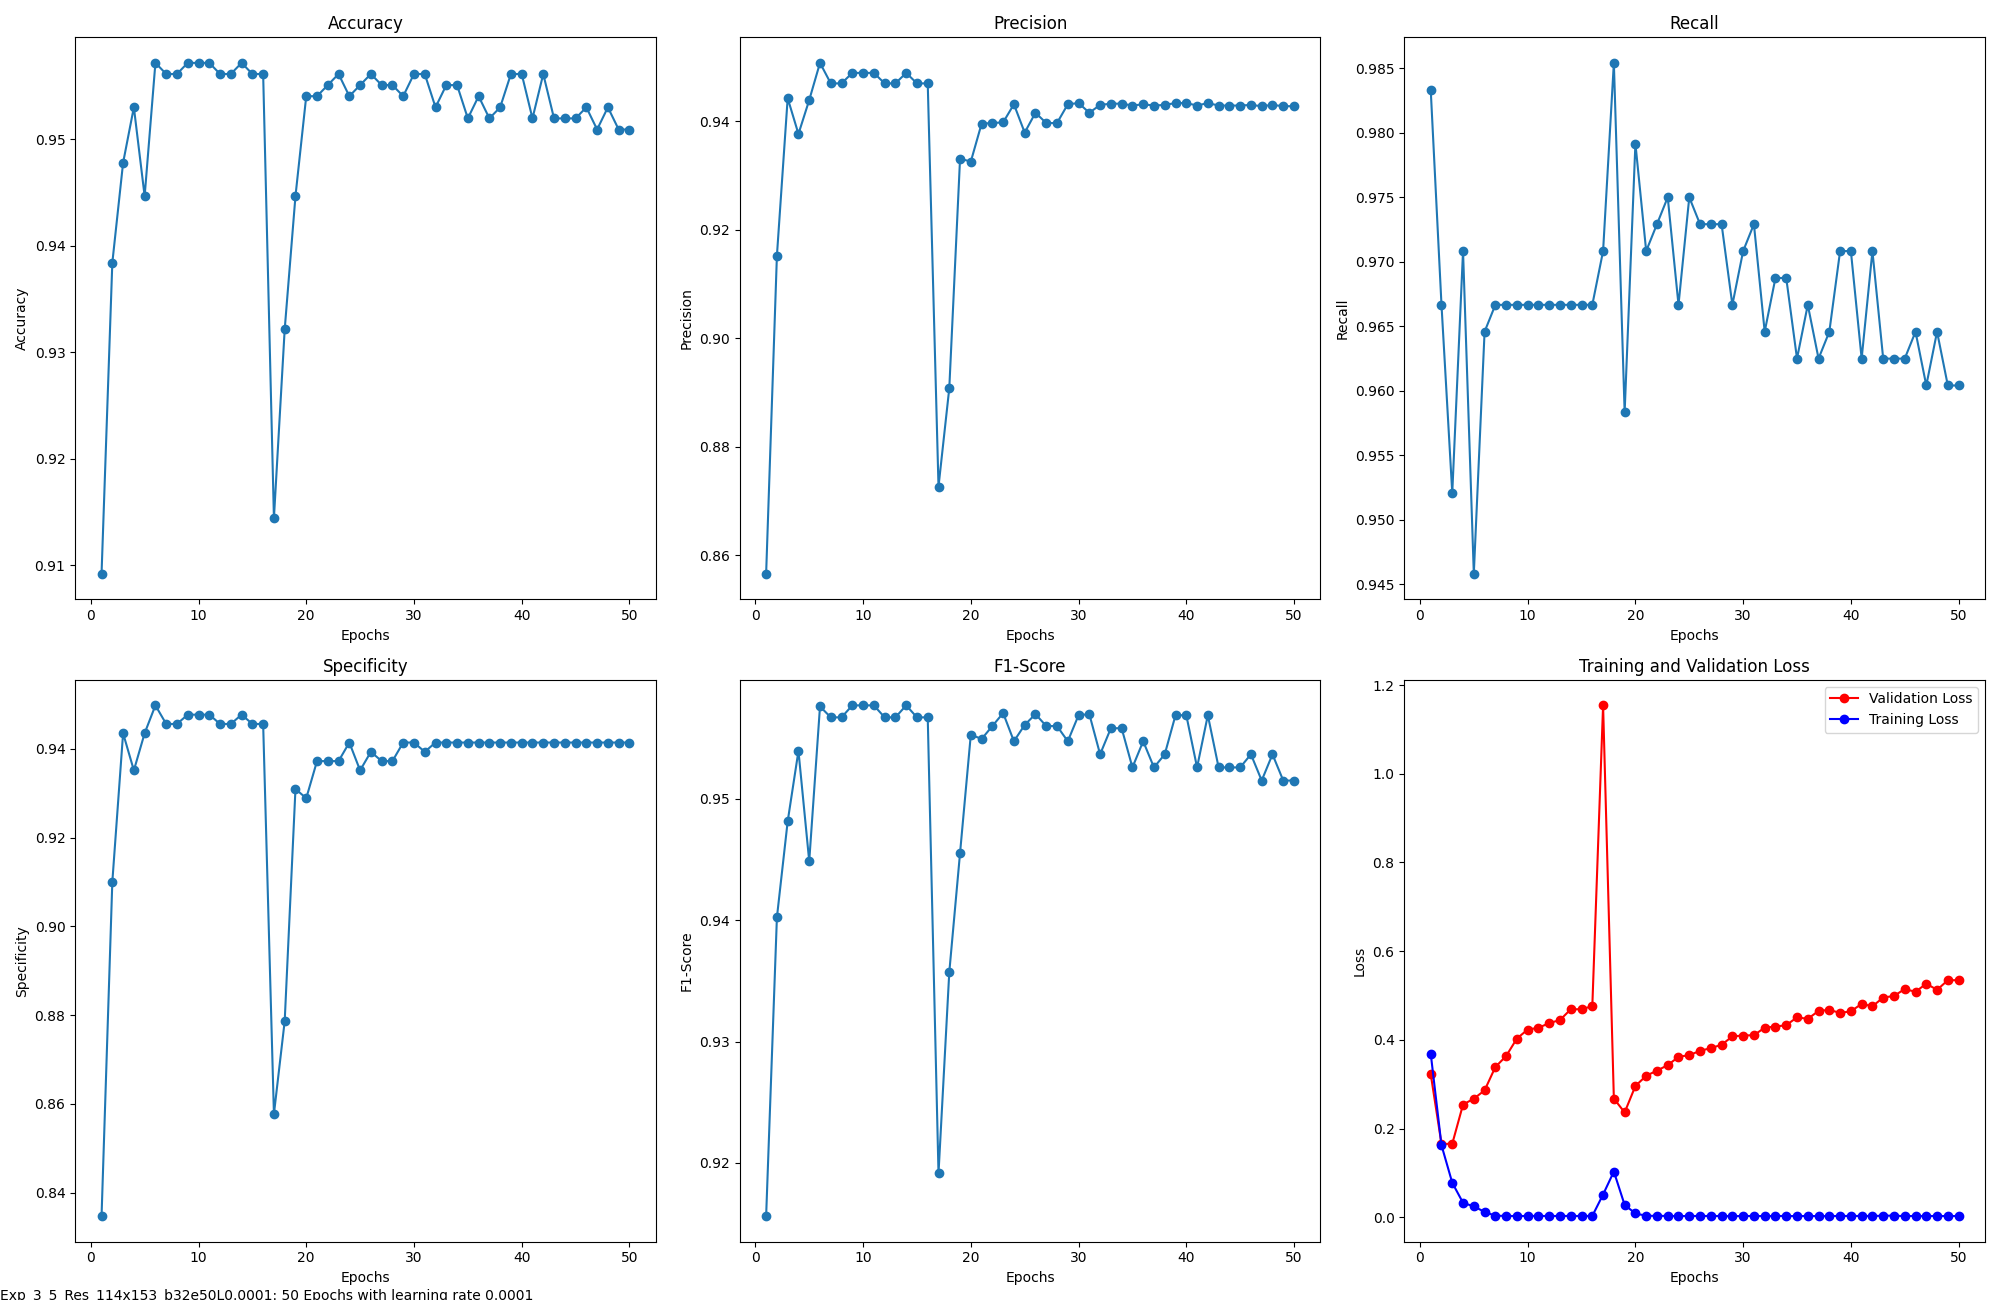 Accuracy
Accuracy
0.95
0.94
0.93
0.92
0.91
0 10 20 30 40 50
Epochs
Precision
Precision
0.94
0.92
0.90
0.88
0.86
0 10 20 30 40 50
Epochs
Recall
Recall
0.985
0.980
0.975
0.970
0.965
0.960
0.955
0.950
0.945
0 10 20 30 40 50
Epochs
Specificity
Specificity
0.94
0.92
0.90
0.88
0.86
0.84
0 10 20 30 40 50
Epochs
F1-Score
F1-Score
0.95
0.94
0.93
0.92
0 10 20 30 40 50
Epochs
Training and Validation Loss
Loss
1.2
1.0
0.8
0.6
0.4
0.2
0.0
Validation Loss
Training Loss
0 10 20 30 40 50
Epochs
Exp_3_5_Res_114x153_b32e50L0.0001: 50 Epochs with learning rate 0.0001